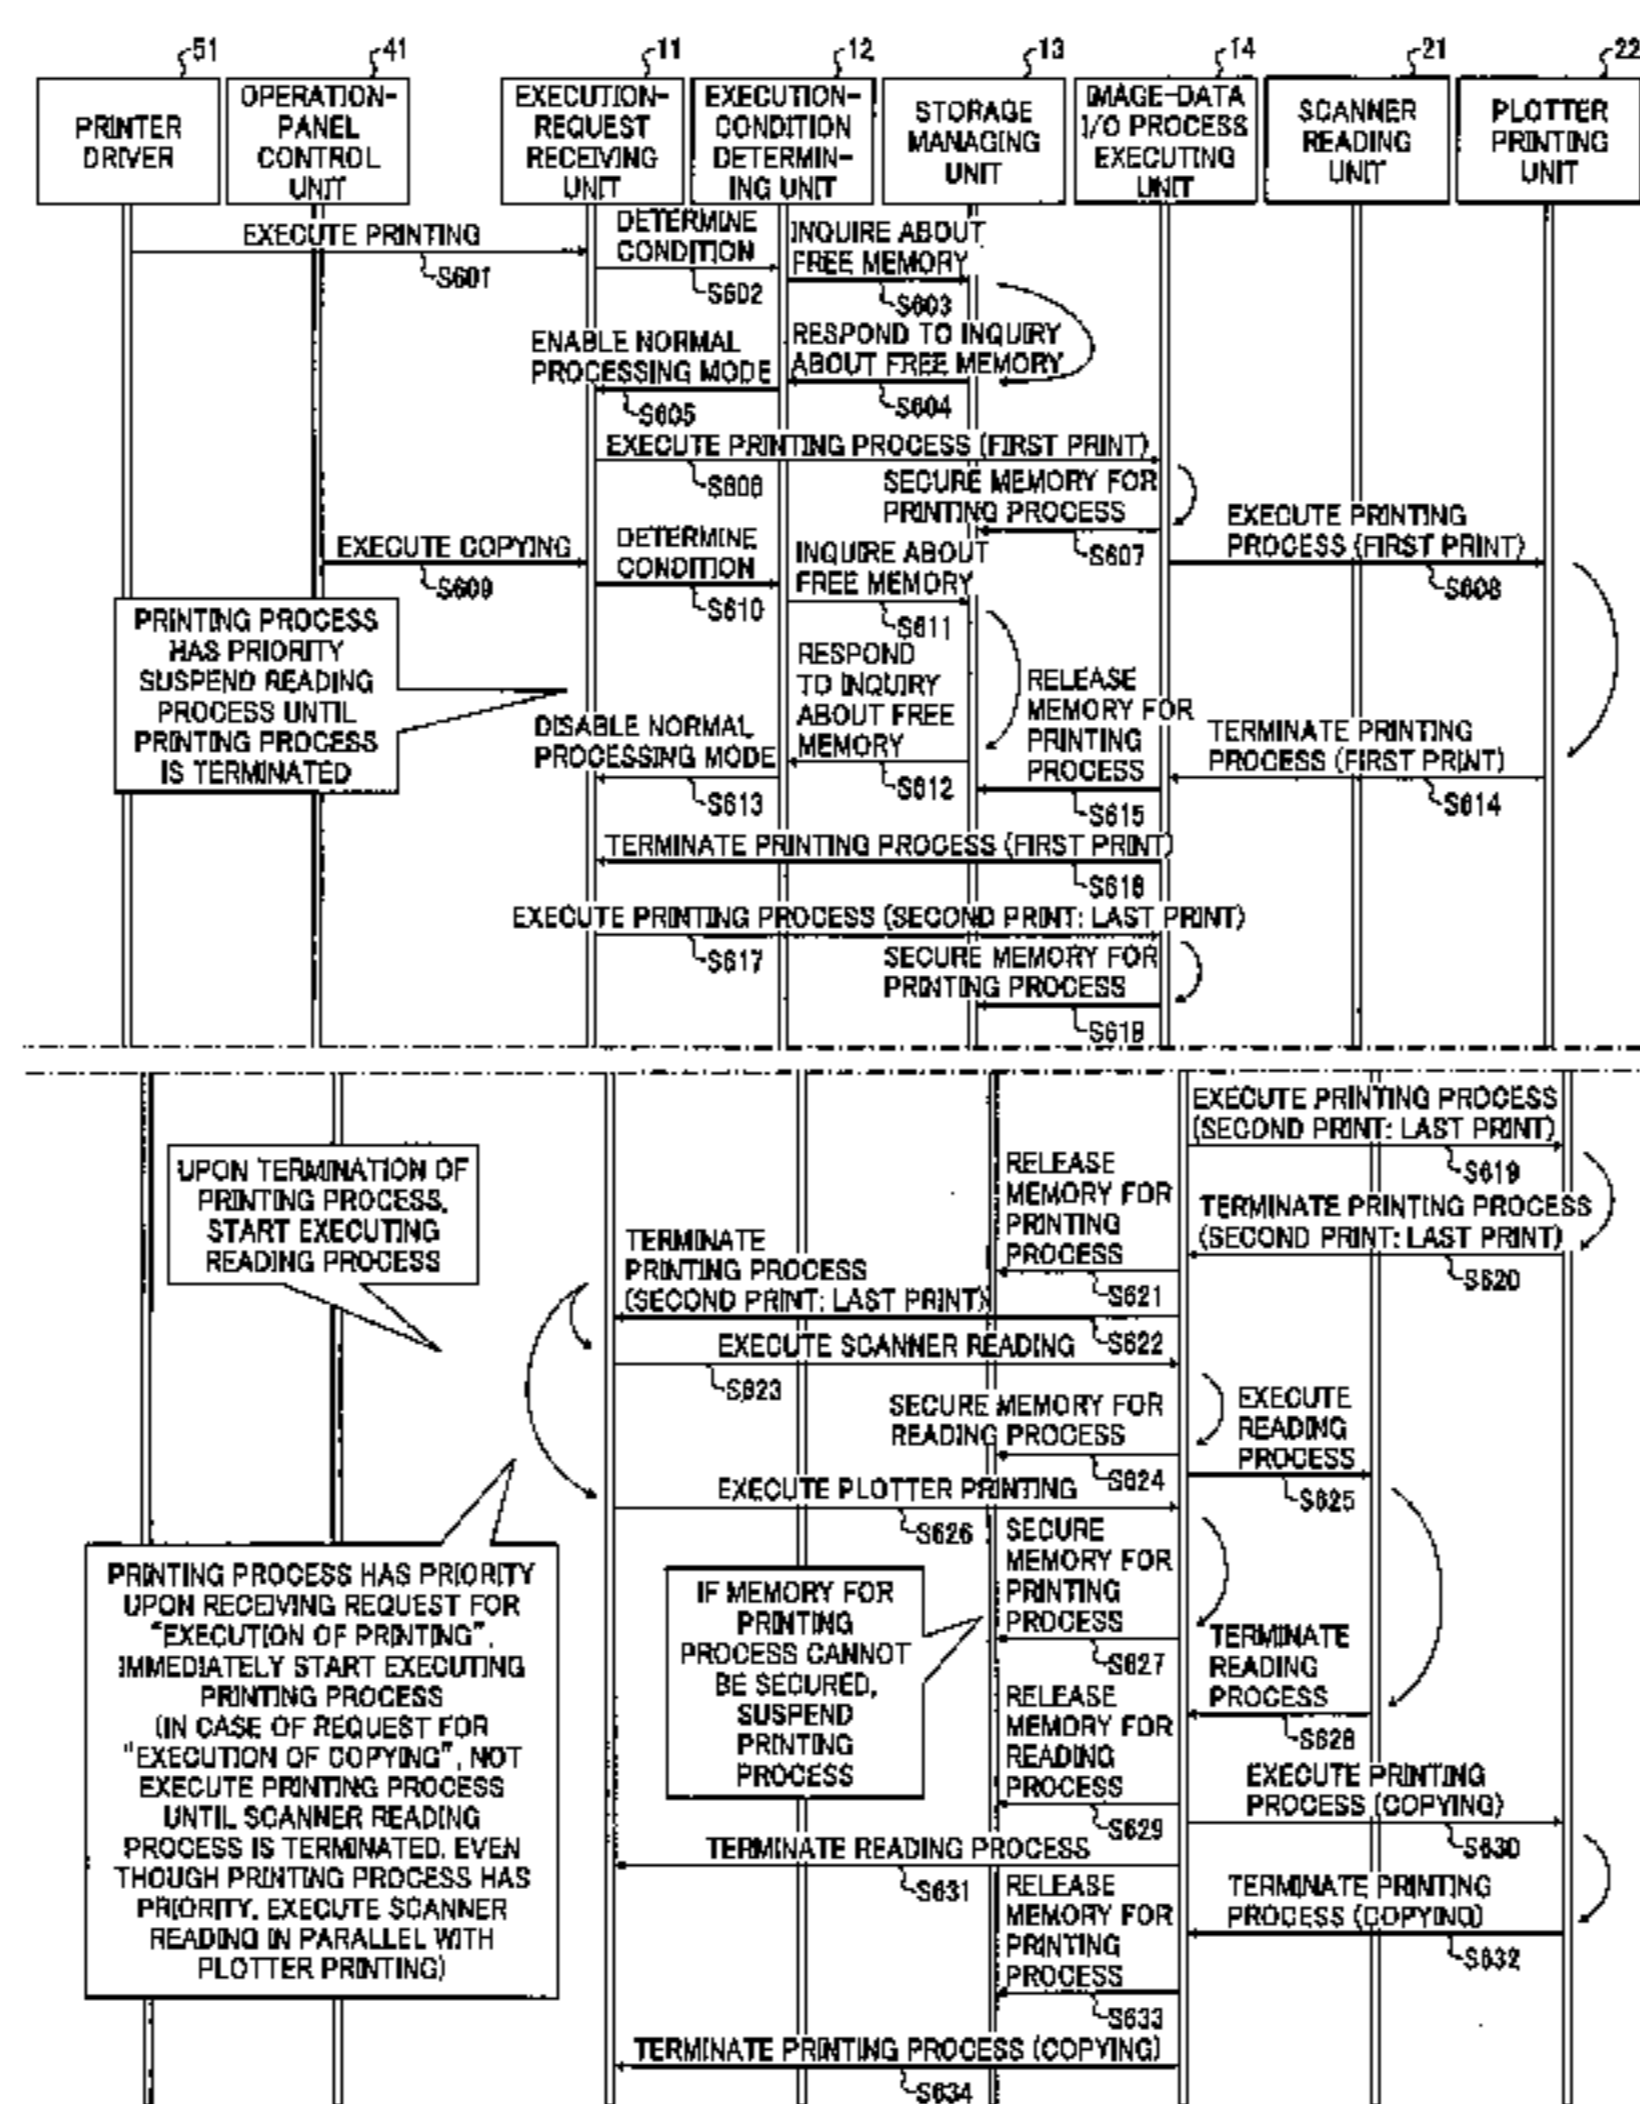 51
41
11
12
13
14
21
22
PRINTER
DRIVER
OPERATION-
PANEL
CONTROL
UNIT
EXECUTION-
REQUEST
RECEIVING
UNIT
EXECUTION-
CONDITION
DETERMIN-
ING UNIT
STORAGE
MANAGING
UNIT
IMAGE-DATA
I/O PROCESS
EXECUTING
UNIT
SCANNER
READING
UNIT
PLOTTER
PRINTING
UNIT
EXECUTE PRINTING
S601
DETERMINE
CONDITION
S602
INQUIRE ABOUT
FREE MEMORY
S603
RESPOND TO INQUIRY
ABOUT FREE MEMORY
S604
ENABLE NORMAL
PROCESSING MODE
S605
EXECUTE PRINTING PROCESS (FIRST PRINT)
S606
SECURE MEMORY FOR
PRINTING PROCESS
S607
EXECUTE PRINTING
PROCESS (FIRST PRINT)
S608
EXECUTE COPYING
S609
DETERMINE
CONDITION
S610
INQUIRE ABOUT
FREE MEMORY
S611
PRINTING PROCESS
HAS PRIORITY
SUSPEND READING
PROCESS UNTIL
PRINTING PROCESS
IS TERMINATED
RESPOND
TO INQUIRY
ABOUT FREE
MEMORY
S612
DISABLE NORMAL
PROCESSING MODE
S613
TERMINATE PRINTING
PROCESS (FIRST PRINT)
S614
RELEASE
MEMORY FOR
PRINTING
PROCESS
S615
TERMINATE PRINTING PROCESS (FIRST PRINT)
S616
EXECUTE PRINTING PROCESS (SECOND PRINT: LAST PRINT)
S617
SECURE MEMORY FOR
PRINTING PROCESS
S618
EXECUTE PRINTING PROCESS
(SECOND PRINT: LAST PRINT)
S619
TERMINATE PRINTING PROCESS
(SECOND PRINT: LAST PRINT)
S620
UPON TERMINATION OF
PRINTING PROCESS,
START EXECUTING
READING PROCESS
RELEASE
MEMORY FOR
PRINTING
PROCESS
S621
TERMINATE
PRINTING PROCESS
(SECOND PRINT: LAST PRINT)
S622
EXECUTE SCANNER READING
S623
SECURE MEMORY FOR
READING PROCESS
S624
EXECUTE
READING
PROCESS
S625
EXECUTE PLOTTER PRINTING
S626
PRINTING PROCESS HAS PRIORITY
UPON RECEIVING REQUEST FOR
"EXECUTION OF PRINTING",
IMMEDIATELY START EXECUTING
PRINTING PROCESS
(IN CASE OF REQUEST FOR
"EXECUTION OF COPYING", NOT
EXECUTE PRINTING PROCESS
UNTIL SCANNER READING
PROCESS IS TERMINATED. EVEN
THOUGH PRINTING PROCESS HAS
PRIORITY, EXECUTE SCANNER
READING IN PARALLEL WITH
PLOTTER PRINTING)
IF MEMORY FOR
PRINTING
PROCESS CANNOT
BE SECURED,
SUSPEND
PRINTING
PROCESS
SECURE
MEMORY FOR
PRINTING
PROCESS
S627
TERMINATE
READING
PROCESS
S628
RELEASE
MEMORY FOR
READING
PROCESS
S629
EXECUTE PRINTING
PROCESS (COPYING)
S630
TERMINATE READING PROCESS
S631
TERMINATE PRINTING
PROCESS (COPYING)
S632
RELEASE
MEMORY FOR
PRINTING
PROCESS
S633
TERMINATE PRINTING PROCESS (COPYING)
S634